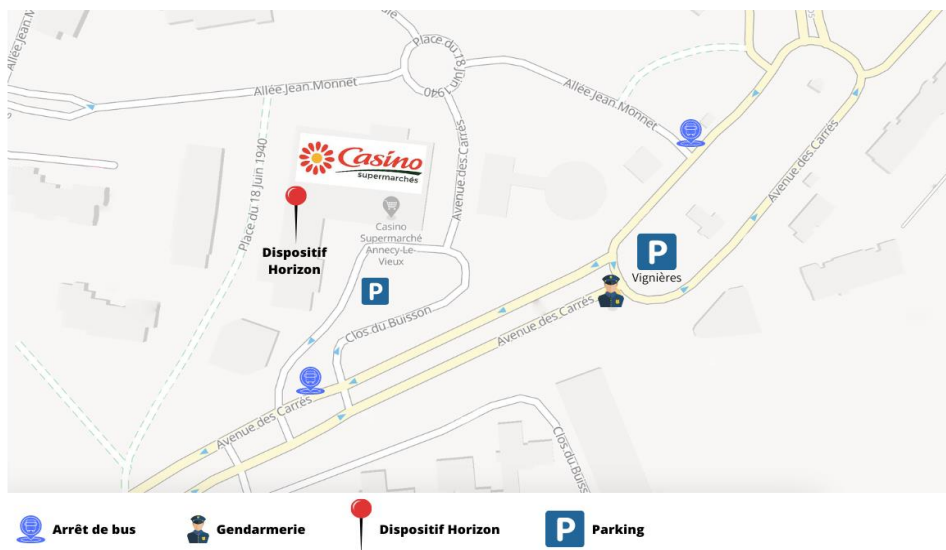 Allée Jean M
Place du 18 Juin 1940
Allée Jean Monnet
Allée Jean Monnet
Avenue des Carrés
Place du 18 Juin 1940
Casino
supermarchés
Casino
Supermarché
Annecy-Le-
Vieux
Dispositif
Horizon
P
P
Vignières
Avenue des Carrés
Avenue des Carrés
Clos du Buisson
Avenue des Carrés
Clos du Buiss
Arrêt de bus
Gendarmerie
Dispositif Horizon
P
Parking